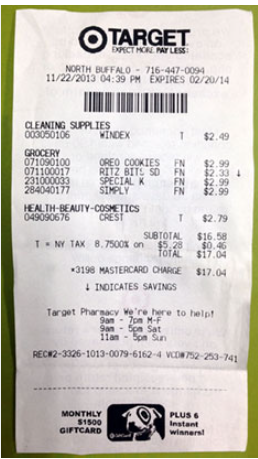 TARGET
EXPECT MORE. PAY LESS.
NORTH BUFFALO - 716-447-0094
11/22/2013 04:39 PM EXPIRES 02/20/14
CLEANING SUPPLIES
003050106 WINDEX T $2.49
GROCERY
071090100 OREO COOKIES FN $2.99
071100017 RITZ BITS SD FN $2.33 ↓
231000033 SPECIAL K FN $2.99
284040177 SIMPLY FN $2.99
HEALTH-BEAUTY-COSMETICS
049090676 CREST T $2.79
SUBTOTAL $16.58
T = NY TAX 8.7500% on $5.28 $0.46
TOTAL $17.04
*3198 MASTERCARD CHARGE $17.04
↓ INDICATES SAVINGS
Target Pharmacy We're here to help!
9am - 7pm M-F
9am - 5pm Sat
11am - 5pm Sun
REC#2-3326-1013-0079-6162-4 VCD#752-253-741
MONTHLY
$1500
GIFTCARD
PLUS 6
Instant
winners!